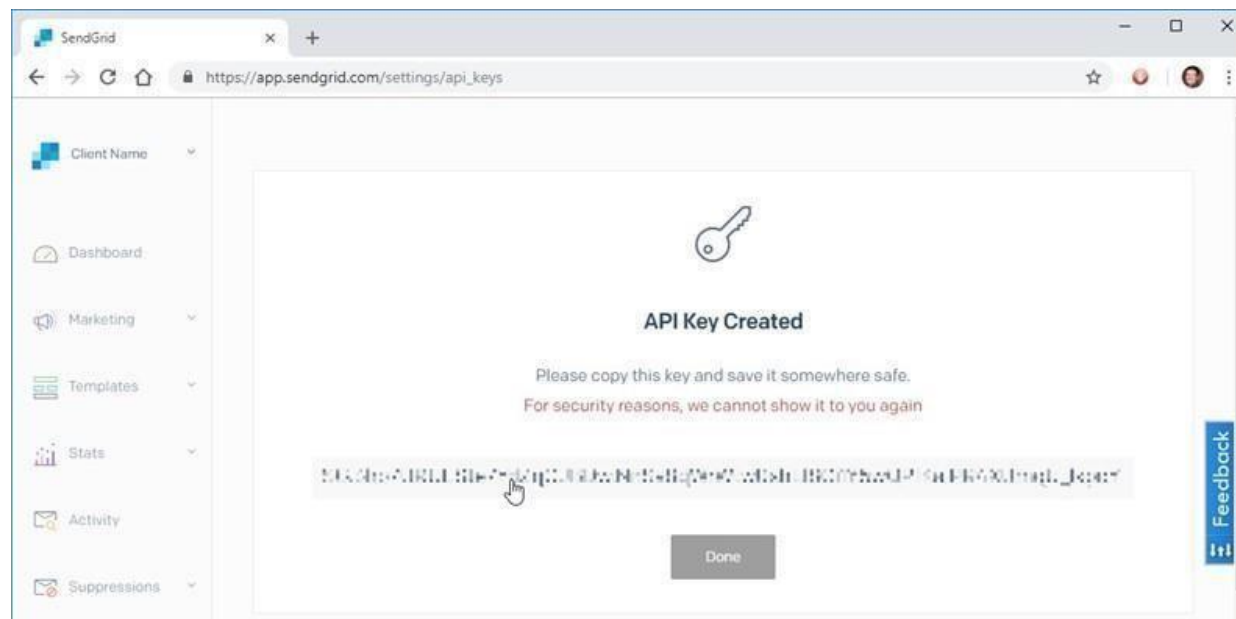 SendGrid
https://app.sendgrid.com/settings/api_keys
Client Name
Dashboard
Marketing
Templates
Stats
Activity
Suppressions
API Key Created
Please copy this key and save it somewhere safe.
For security reasons, we cannot show it to you again
Done
Feedback